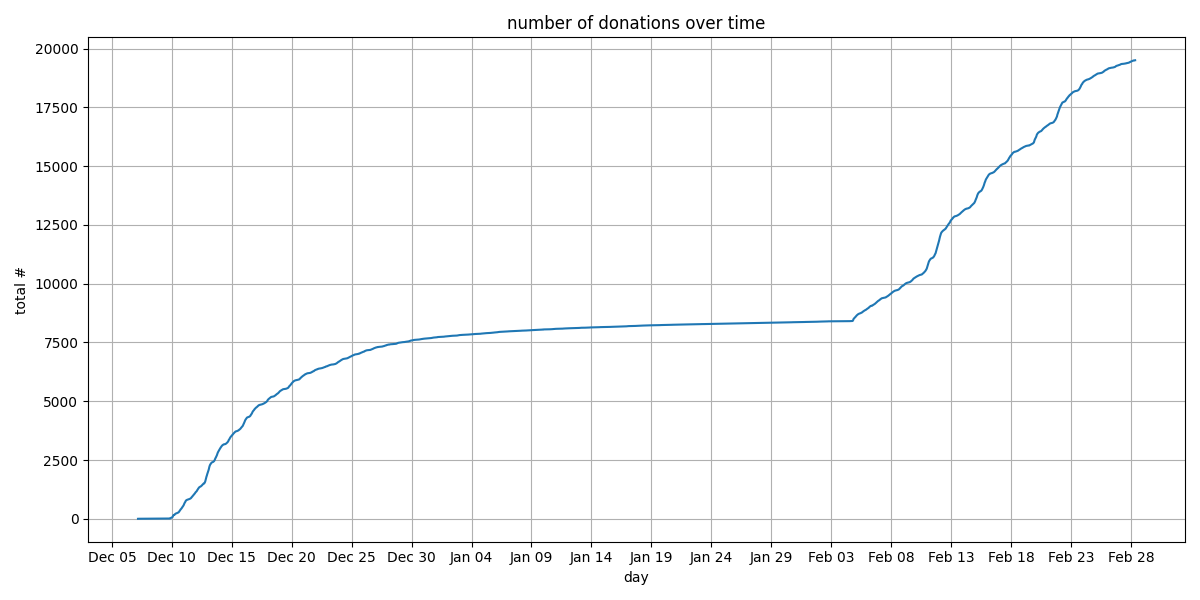 number of donations over time
total #
20000
17500
15000
12500
10000
7500
5000
2500
0
Dec 05 Dec 10 Dec 15 Dec 20 Dec 25 Dec 30 Jan 04 Jan 09 Jan 14 Jan 19 Jan 24 Jan 29 Feb 03 Feb 08 Feb 13 Feb 18 Feb 23 Feb 28
day